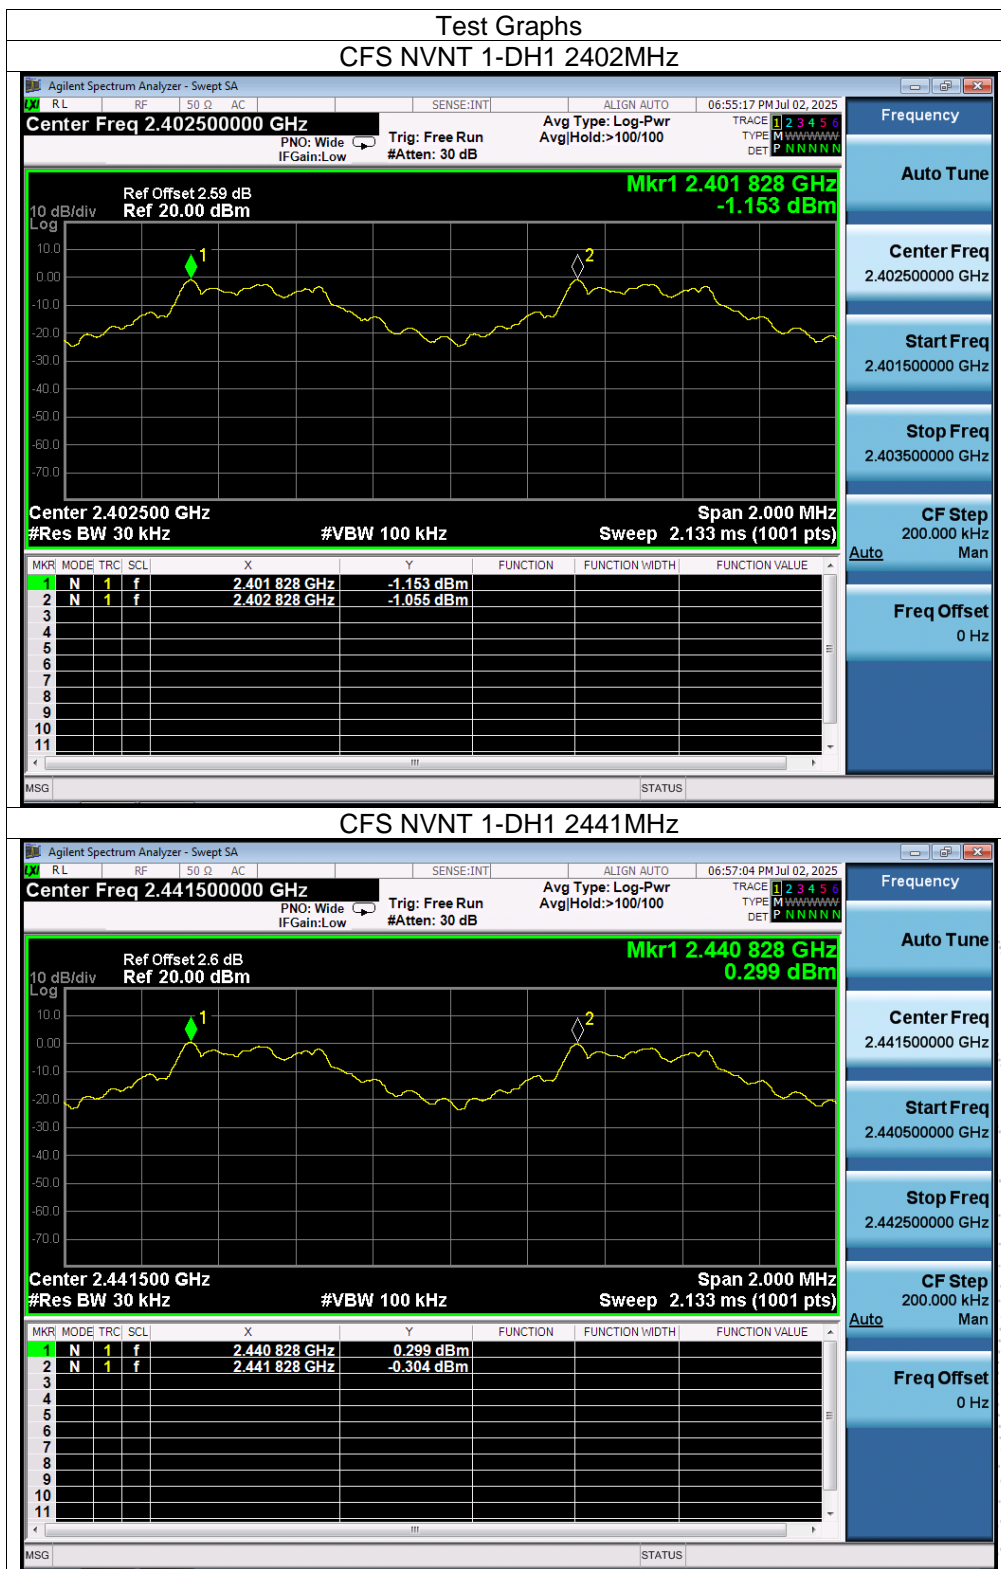 Test Graphs
CFS NVNT 1-DH1 2402MHz
Agilent Spectrum Analyzer - Swept SA
LXI RL RF 50 Ω AC SENSE:INT ALIGN AUTO 06:55:17 PM Jul 02, 2025
Center Freq 2.402500000 GHz
PNO: Wide
IFGain:Low
Trig: Free Run
#Atten: 30 dB
Avg Type: Log-Pwr
Avg|Hold:>100/100
TRACE 1 2 3 4 5 6
TYPE M WWWWW
DET P N N N N N
Frequency
Auto Tune
Center Freq
2.402500000 GHz
Start Freq
2.401500000 GHz
Stop Freq
2.403500000 GHz
CF Step
200.000 kHz
Auto Man
Freq Offset
0 Hz
Mkr1 2.401 828 GHz
-1.153 dBm
Ref Offset 2.59 dB
10 dB/div Ref 20.00 dBm
Log
10.0
0.00
-10.0
-20.0
-30.0
-40.0
-50.0
-60.0
-70.0
1
2
Center 2.402500 GHz Span 2.000 MHz
#Res BW 30 kHz #VBW 100 kHz Sweep 2.133 ms (1001 pts)
MKR MODE TRC SCL X Y FUNCTION FUNCTION WIDTH FUNCTION VALUE
1 N 1 f 2.401 828 GHz -1.153 dBm
2 N 1 f 2.402 828 GHz -1.055 dBm
3
4
5
6
7
8
9
10
11
MSG STATUS
CFS NVNT 1-DH1 2441MHz
Agilent Spectrum Analyzer - Swept SA
LXI RL RF 50 Ω AC SENSE:INT ALIGN AUTO 06:57:04 PM Jul 02, 2025
Center Freq 2.441500000 GHz
PNO: Wide
IFGain:Low
Trig: Free Run
#Atten: 30 dB
Avg Type: Log-Pwr
Avg|Hold:>100/100
TRACE 1 2 3 4 5 6
TYPE M WWWWW
DET P N N N N N
Frequency
Auto Tune
Center Freq
2.441500000 GHz
Start Freq
2.440500000 GHz
Stop Freq
2.442500000 GHz
CF Step
200.000 kHz
Auto Man
Freq Offset
0 Hz
Mkr1 2.440 828 GHz
0.299 dBm
Ref Offset 2.6 dB
10 dB/div Ref 20.00 dBm
Log
10.0
0.00
-10.0
-20.0
-30.0
-40.0
-50.0
-60.0
-70.0
1
2
Center 2.441500 GHz Span 2.000 MHz
#Res BW 30 kHz #VBW 100 kHz Sweep 2.133 ms (1001 pts)
MKR MODE TRC SCL X Y FUNCTION FUNCTION WIDTH FUNCTION VALUE
1 N 1 f 2.440 828 GHz 0.299 dBm
2 N 1 f 2.441 828 GHz -0.304 dBm
3
4
5
6
7
8
9
10
11
MSG STATUS